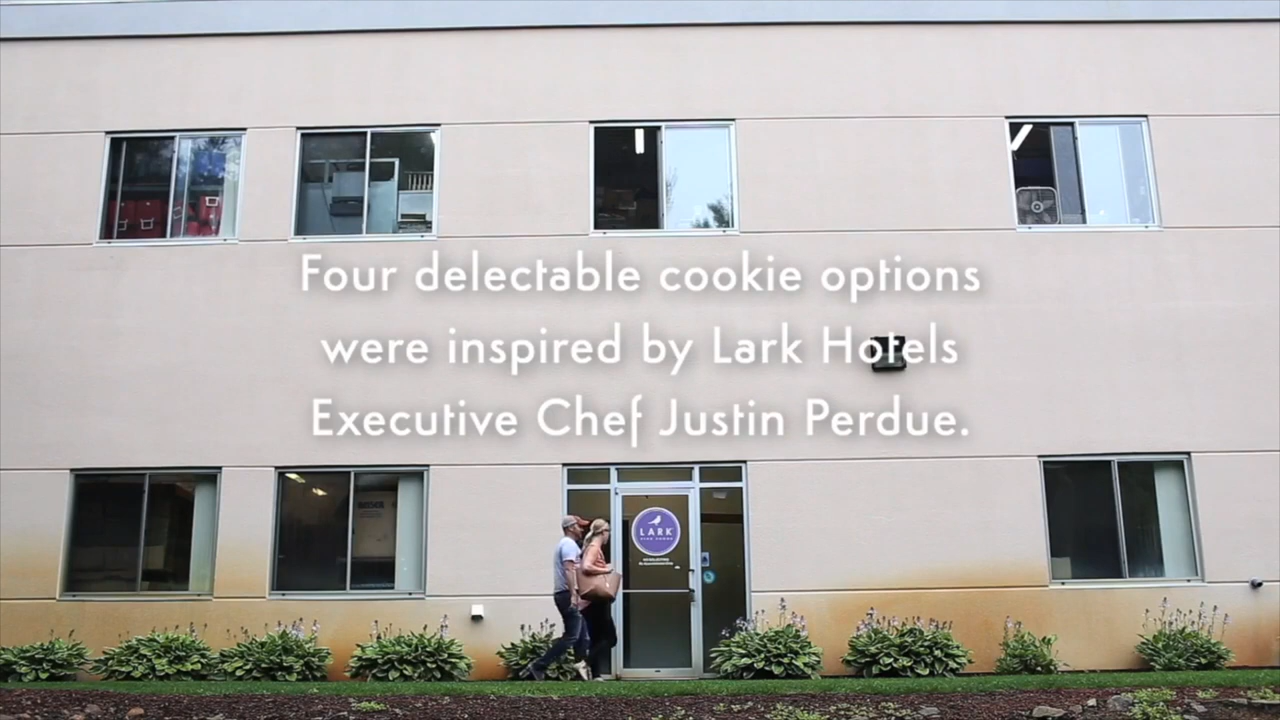 Four delectable cookie options
were inspired by Lark Hotels
Executive Chef Justin Perdue.
LARK